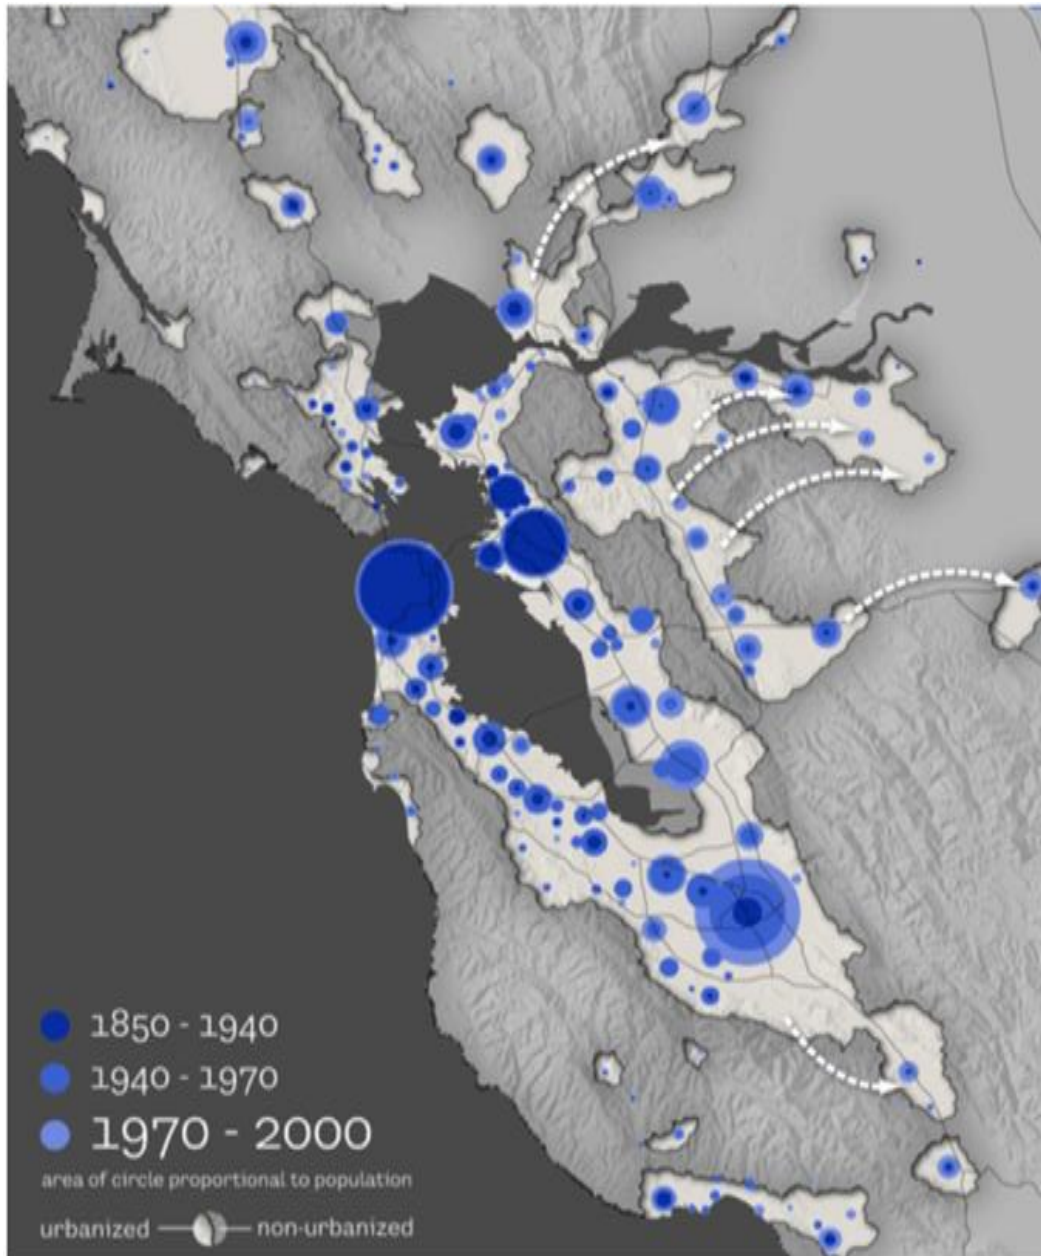 1850 - 1940
1940 - 1970
1970 - 2000
area of circle proportional to population
urbanized non-urbanized